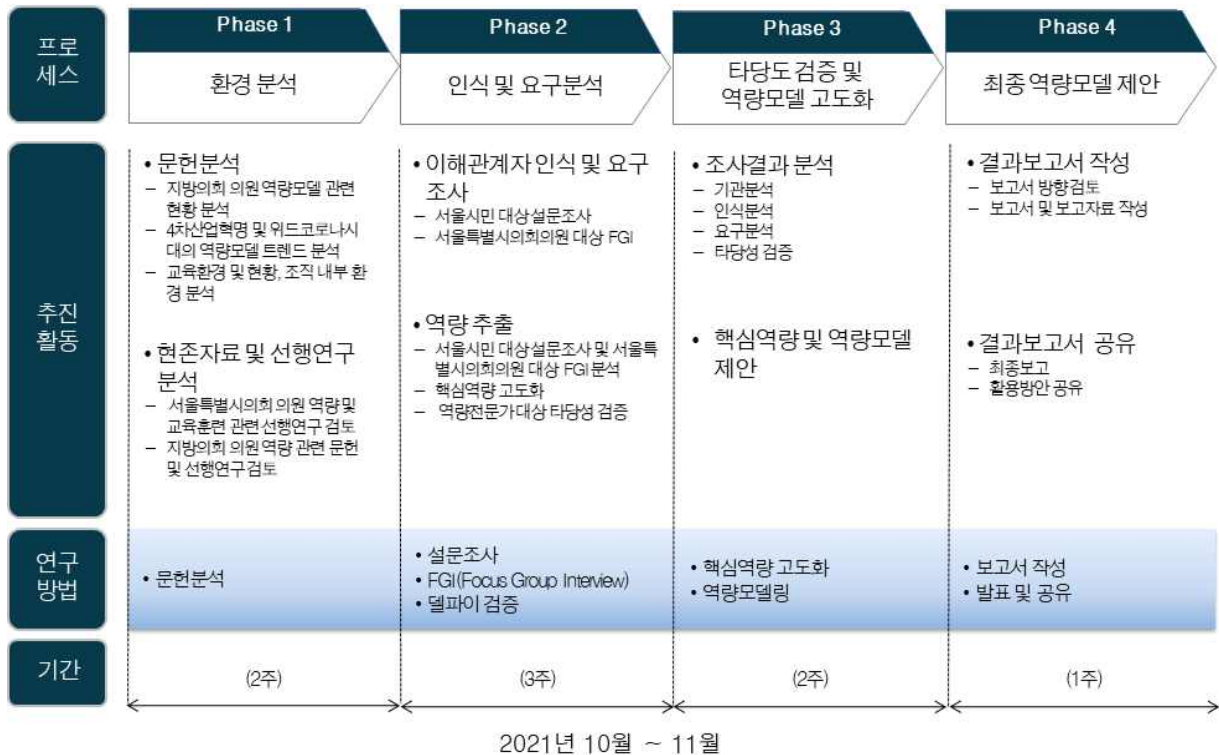 프로
세스
Phase 1
환경 분석
Phase 2
인식 및 요구분석
Phase 3
타당도 검증 및
역량모델 고도화
Phase 4
최종 역량모델 제안
추진
활동
• 문헌분석
– 지방의회 의원 역량모델 관련
현황 분석
– 4차산업혁명 및 위드코로나시
대의 역량모델 트렌드 분석
– 교육환경 및 현황, 조직 내부 환
경 분석
• 현존자료 및 선행연구
분석
– 서울특별시의회 의원 역량 및
교육훈련 관련 선행연구 검토
– 지방의회 의원 역량 관련 문헌
및 선행연구 검토
• 이해관계자 인식 및 요구
조사
– 서울시민 대상 설문조사
– 서울특별시의회의원 대상 FGI
• 역량 추출
– 서울시민 대상설문조사 및 서울특
별시의회의원 대상 FGI 분석
– 핵심역량 고도화
– 역량전문가 대상 타당성 검증
• 조사결과 분석
– 기관분석
– 인식분석
– 요구분석
– 타당성 검증
• 핵심역량 및 역량모델
제안
• 결과보고서 작성
– 보고서 방향검토
– 보고서 및 보고자료 작성
• 결과보고서 공유
– 최종보고
– 활용방안 공유
연구
방법
• 문헌분석
• 설문조사
• FGI(Focus Group Interview)
• 델파이 검증
• 핵심역량 고도화
• 역량모델링
• 보고서 작성
• 발표 및 공유
기간
(2주)
(3주)
(2주)
(1주)
2021년 10월 ~ 11월